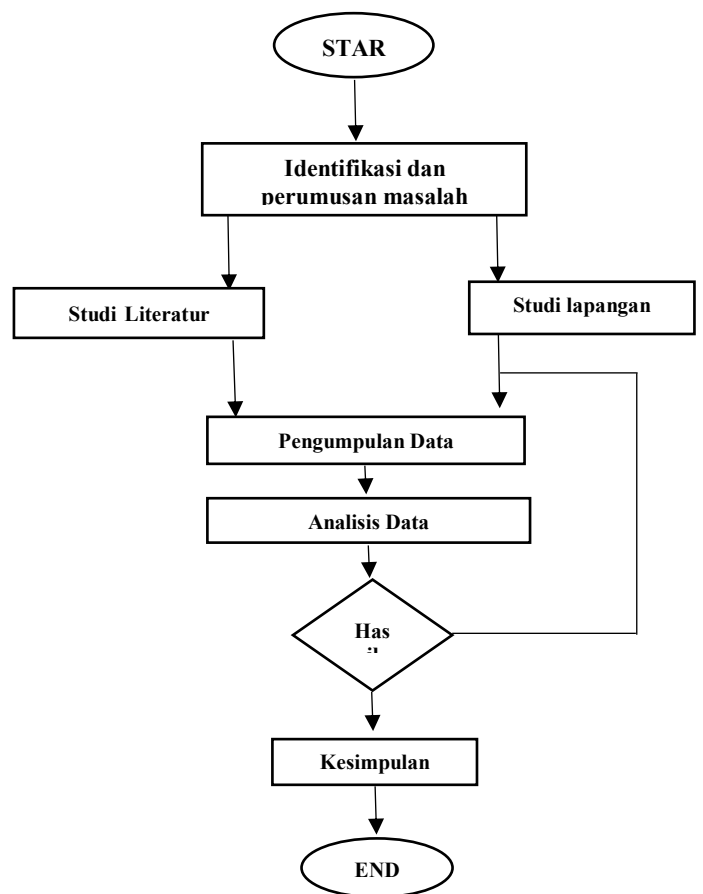 STAR
Identifikasi dan
perumusan masalah
Studi Literatur
Studi lapangan
Pengumpulan Data
Analisis Data
Has
Kesimpulan
END